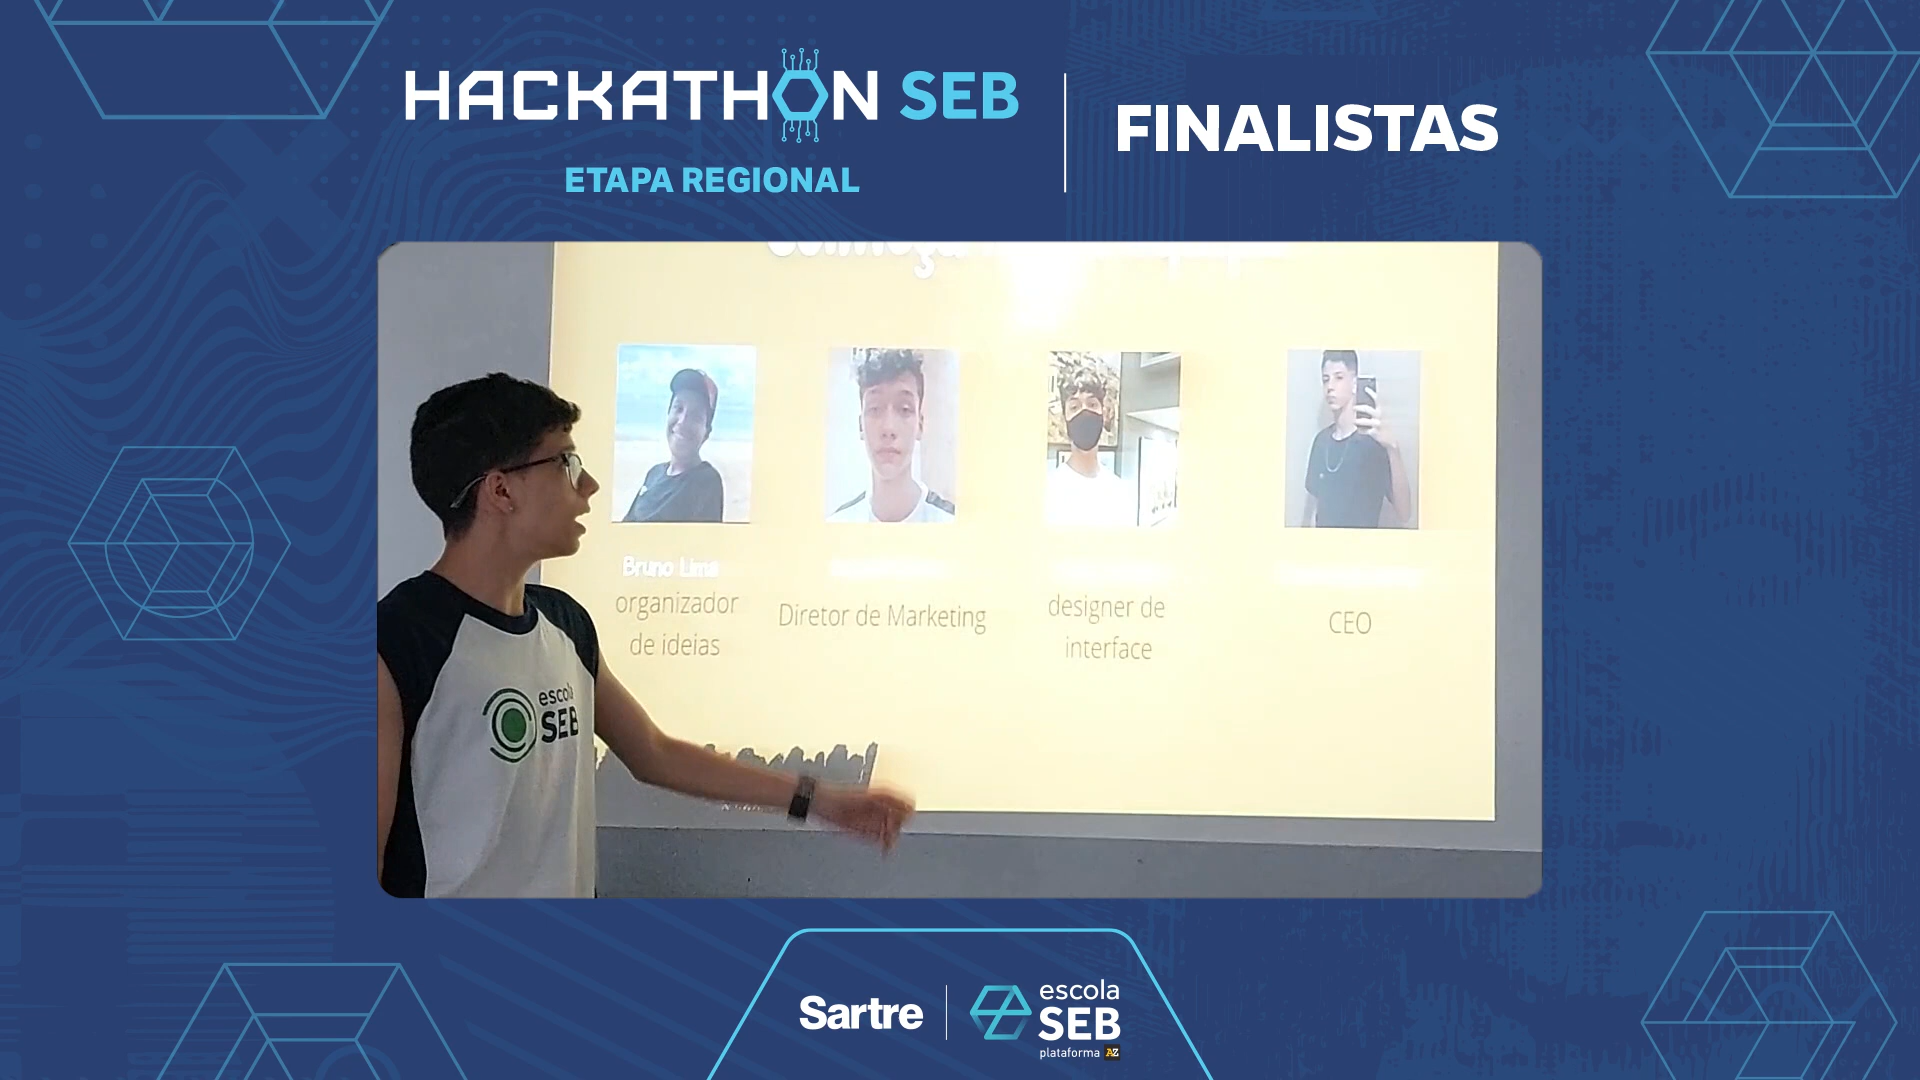 HACKATHON SEB
ETAPA REGIONAL
FINALISTAS
Bruno Lima
organizador
de ideias
Diretor de Marketing
designer de
interface
CEO
escola
SEB
Sartre
escola
SEB
plataforma AZ